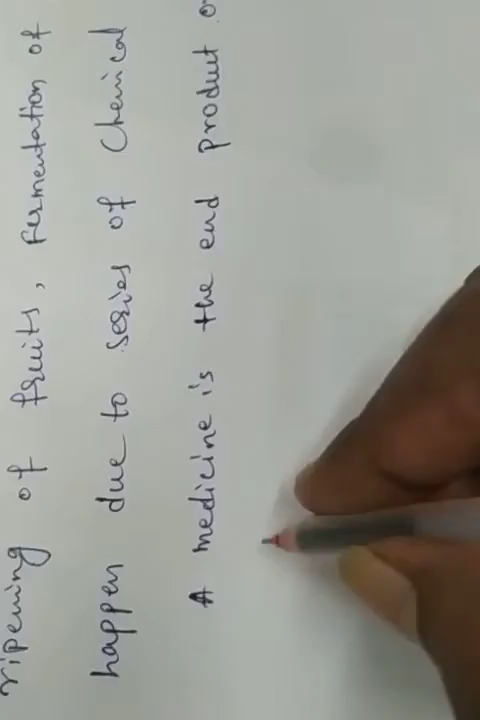 ripening of fruits, fermentation of
happen due to series of chemical
A medicine is the end product o